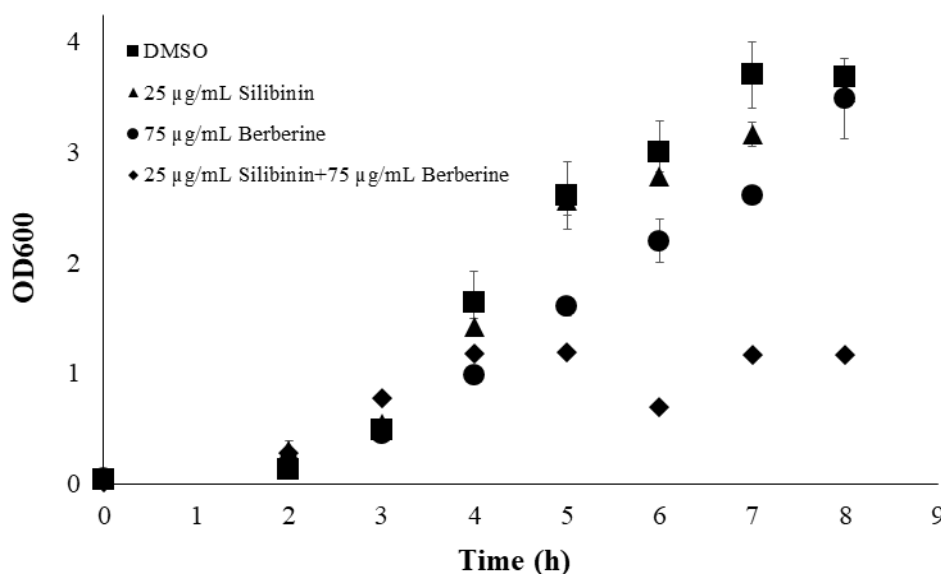 4
DMSO
25 µg/mL Silibinin
75 µg/mL Berberine
3
25 µg/mL Silibinin+75 µg/mL Berberine
OD600
2
1
0
0 1 2 3 4 5 6 7 8 9
Time (h)